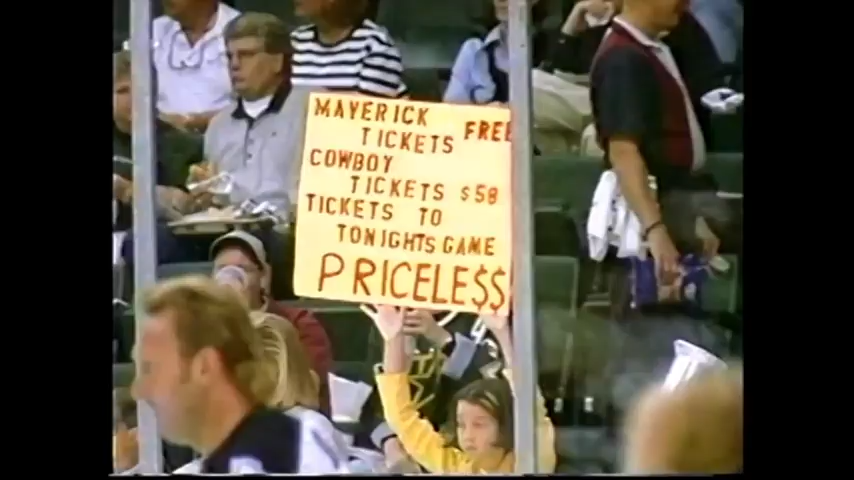 MAVERICK FREE
TICKETS
COWBOY
TICKETS $58
TICKETS TO
TONIGHTS GAME
PRICELE$$